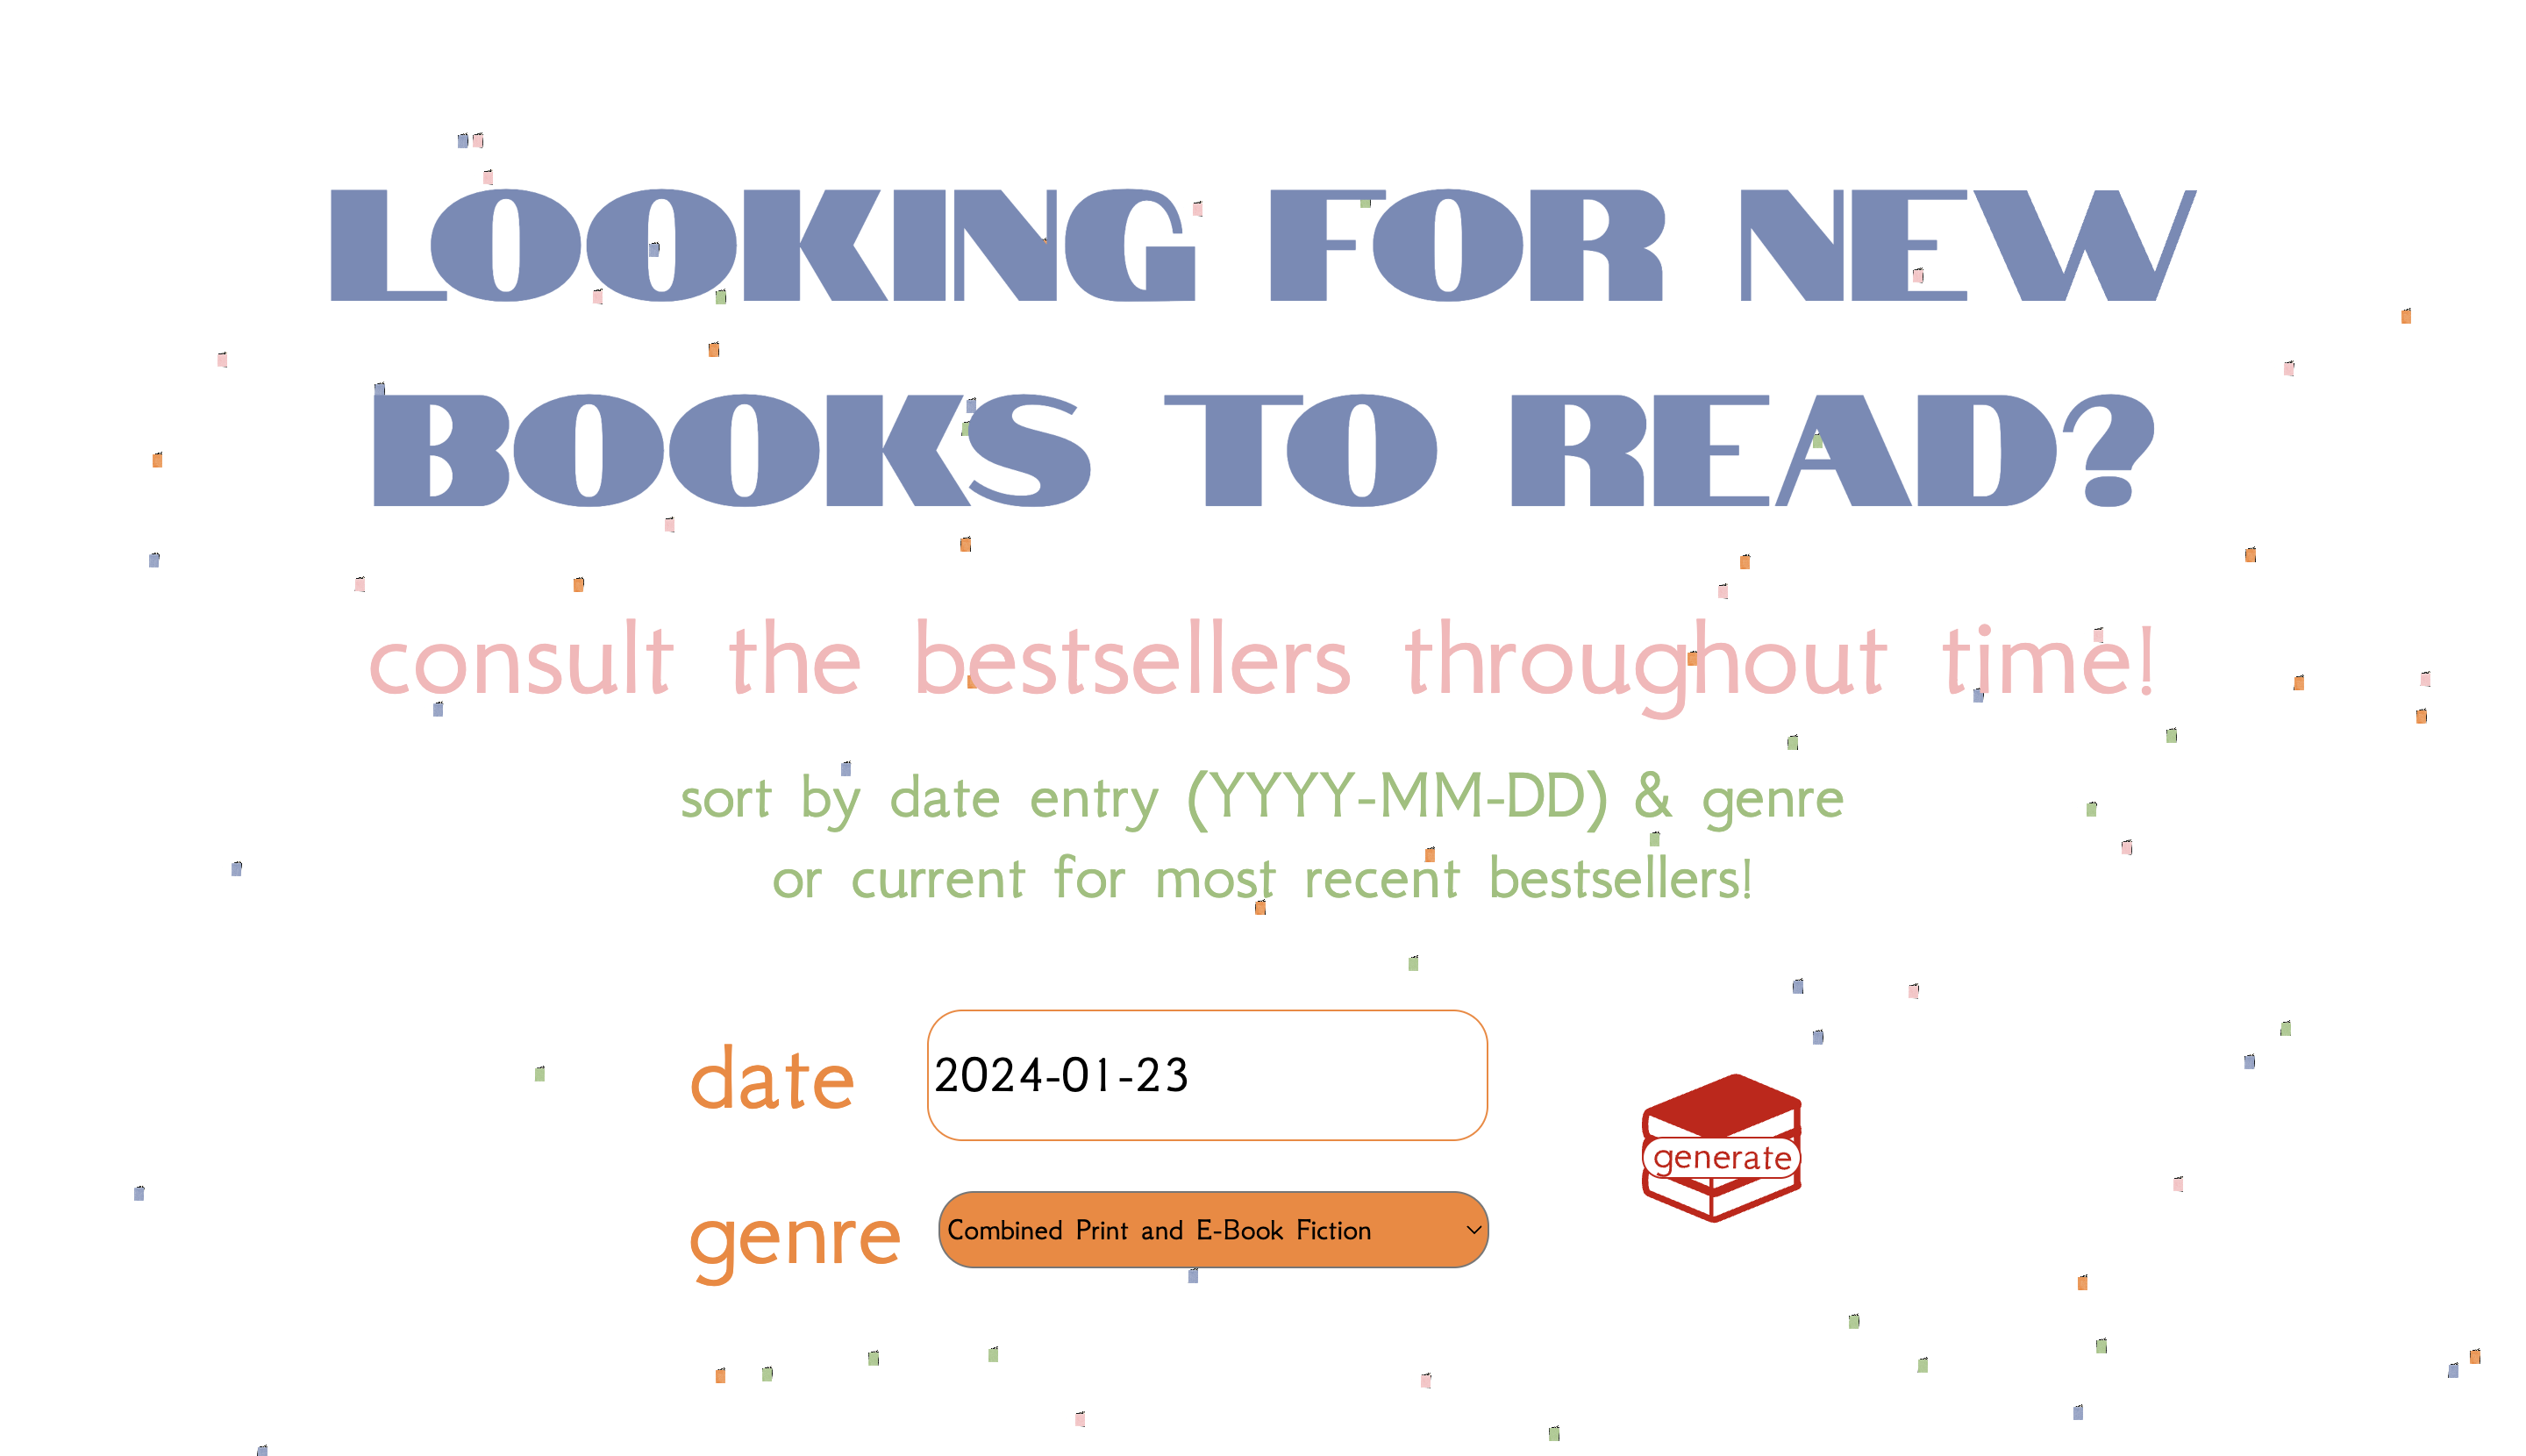 LOOKING FOR NEW
BOOKS TO READ?
consult the bestsellers throughout time!
sort by date entry (YYYY-MM-DD) & genre
or current for most recent bestsellers!
date
2024-01-23
generate
genre
Combined Print and E-Book Fiction